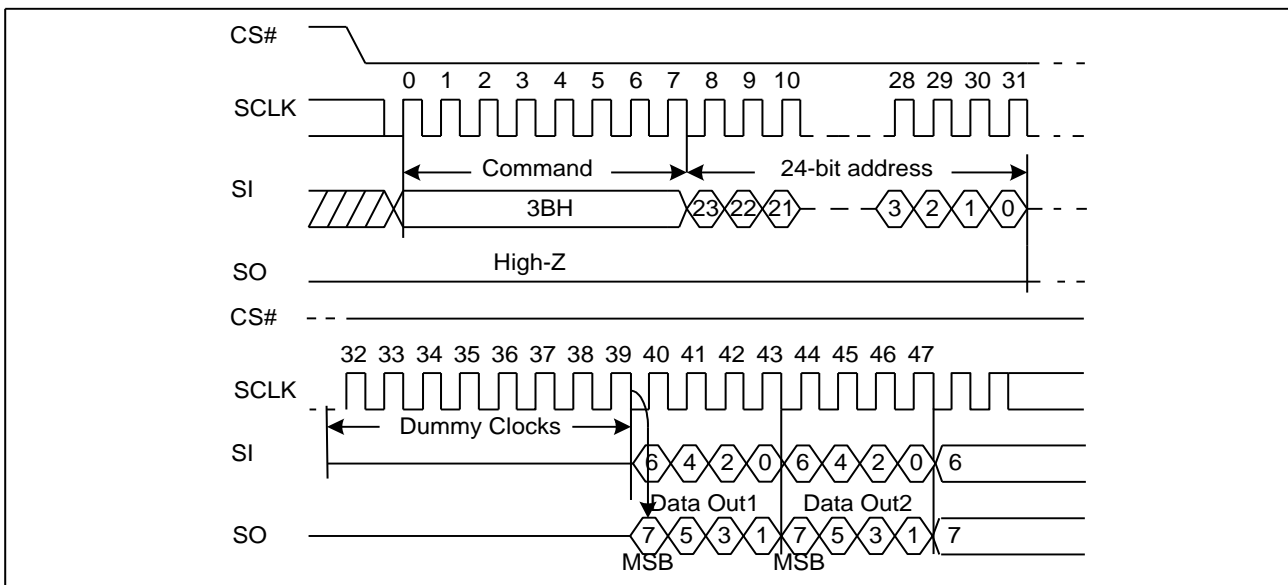 CS#
0 1 2 3 4 5 6 7 8 9 10 28 29 30 31
SCLK
Command 24-bit address
SI
3BH 23 22 21 3 2 1 0
High-Z
SO
CS#
32 33 34 35 36 37 38 39 40 41 42 43 44 45 46 47
SCLK
Dummy Clocks
SI 6 4 2 0 6 4 2 0 6
Data Out1 Data Out2
SO 7 5 3 1 7 5 3 1 7
MSB MSB